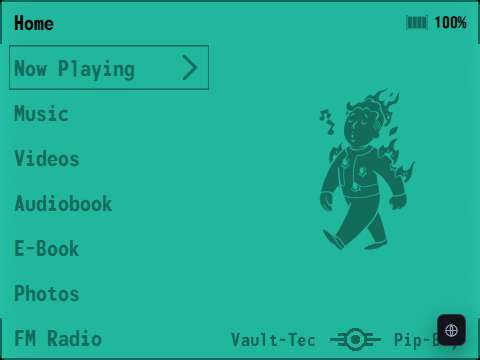 Home
100%
Now Playing
Music
Videos
Audiobook
E-Book
Photos
FM Radio
Vault-Tec